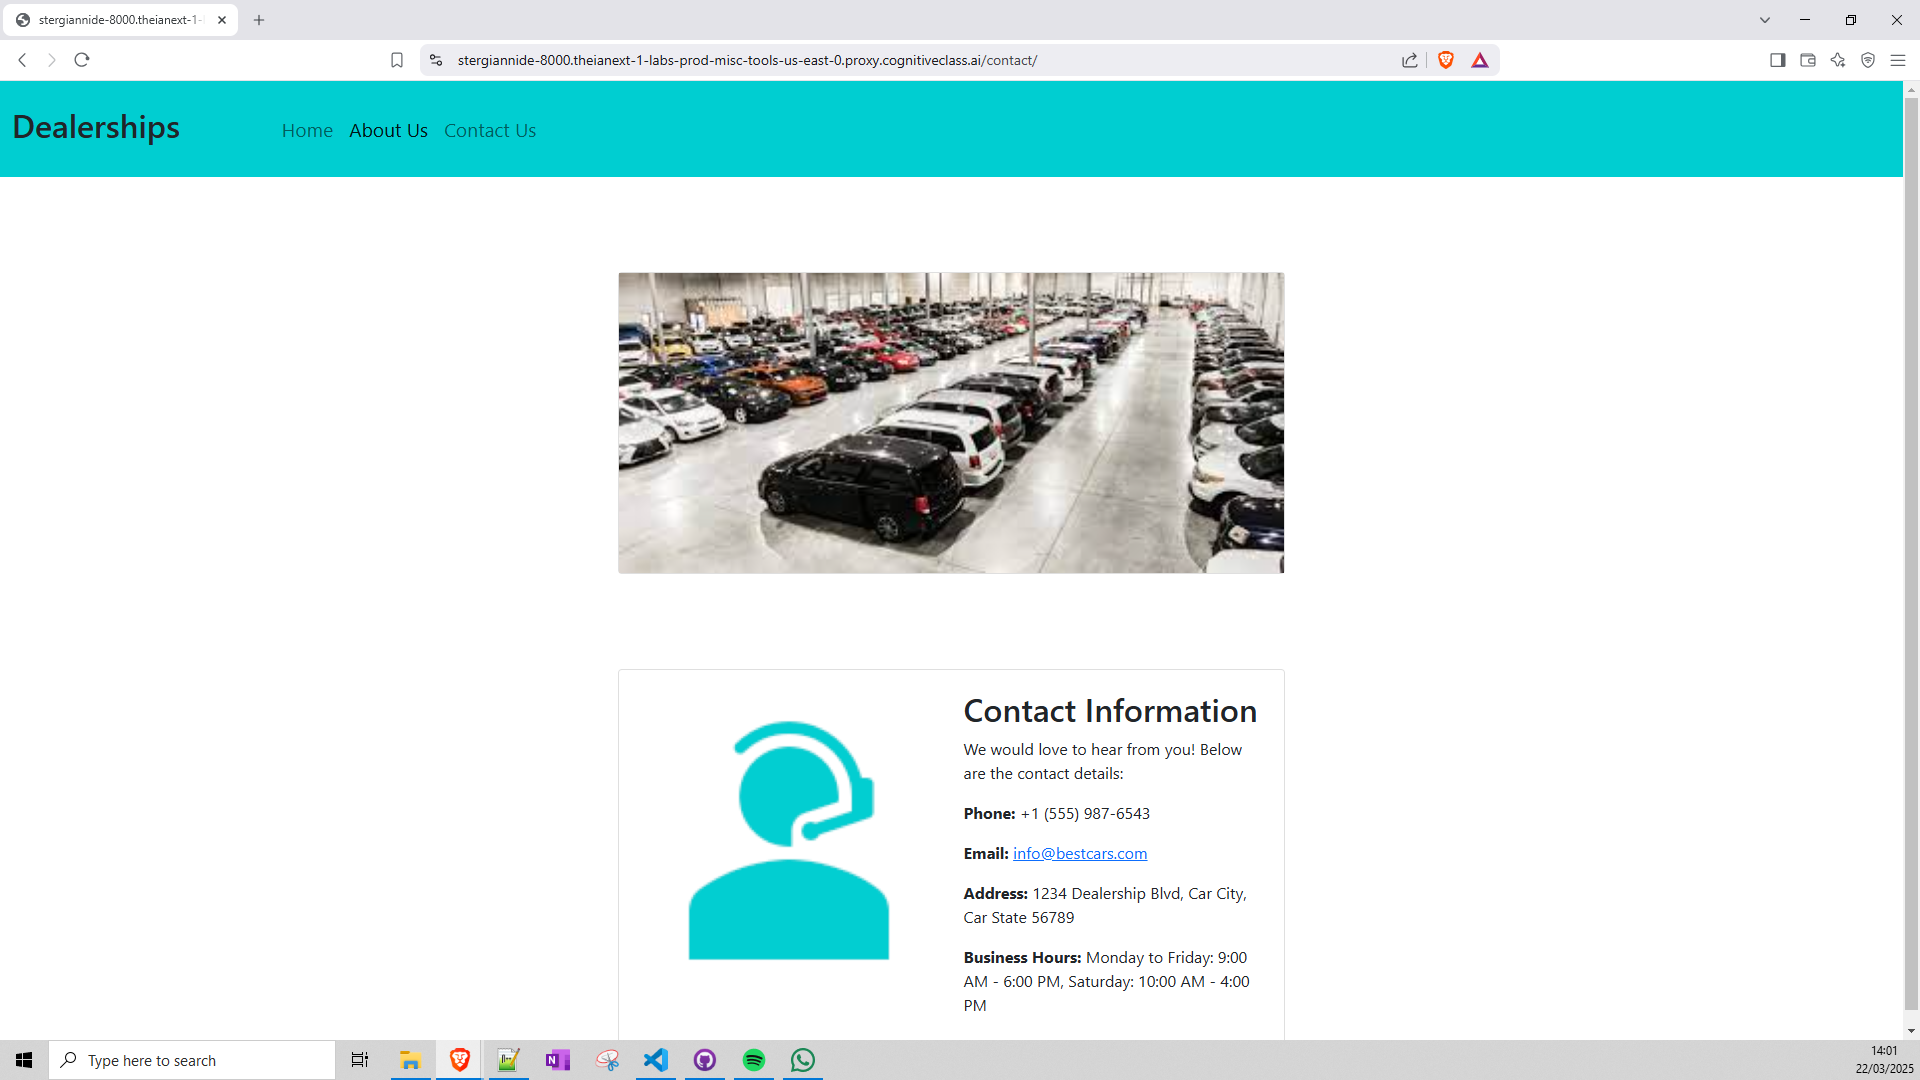 stergiannide-8000.theianext-1-l
stergiannide-8000.theianext-1-labs-prod-misc-tools-us-east-0.proxy.cognitiveclass.ai/contact/
Dealerships
Home About Us Contact Us
Contact Information
We would love to hear from you! Below
are the contact details:
Phone: +1 (555) 987-6543
Email: info@bestcars.com
Address: 1234 Dealership Blvd, Car City,
Car State 56789
Business Hours: Monday to Friday: 9:00
AM - 6:00 PM, Saturday: 10:00 AM - 4:00
PM
Type here to search
14:01
22/03/2025